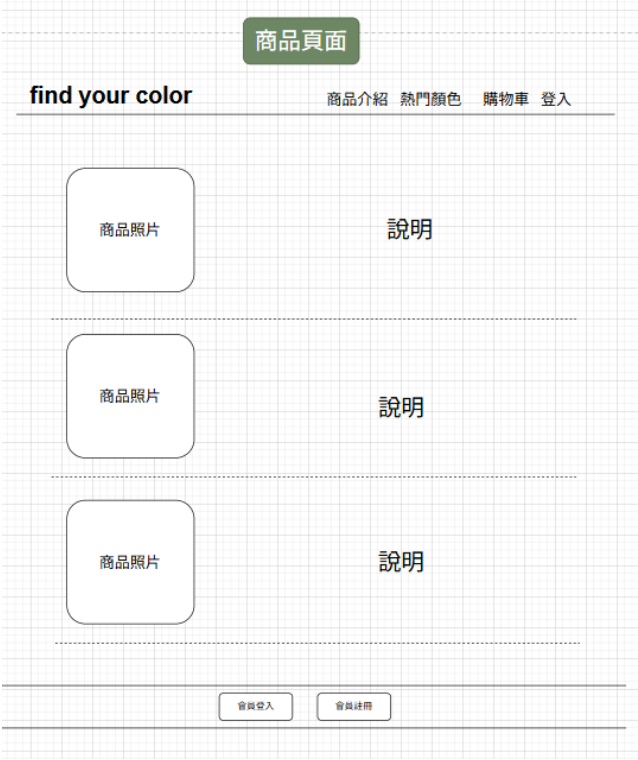 商品頁面
find your color
商品介紹 熱門顏色 購物車 登入
商品照片
說明
商品照片
說明
商品照片
說明
會員登入 會員註冊